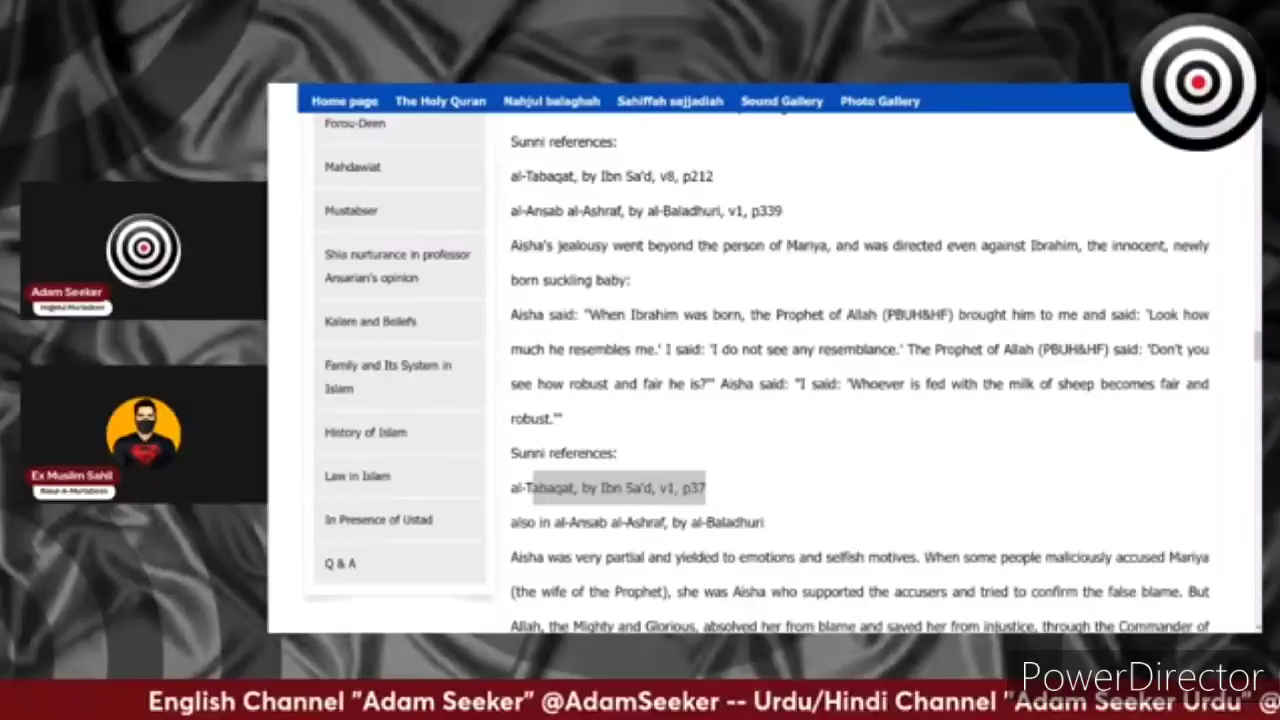 Home page The Holy Quran Nahjul balaghah Sahiffah sajjadiah Sound Gallery Photo Gallery
Forou-Deen
Mahdawiat
Mustabser
Shia nurturance in professor
Ansarian's opinion
Kalam and Beliefs
Family and Its System in
Islam
History of Islam
Law in Islam
In Presence of Ustad
Q & A
Sunni references:
al-Tabaqat, by Ibn Sa'd, v8, p212
al-Ansab al-Ashraf, by al-Baladhuri, v1, p339
Aisha's jealousy went beyond the person of Mariya, and was directed even against Ibrahim, the innocent, newly
born suckling baby:
Aisha said: "When Ibrahim was born, the Prophet of Allah (PBUH&HF) brought him to me and said: 'Look how
much he resembles me.' I said: 'I do not see any resemblance.' The Prophet of Allah (PBUH&HF) said: 'Don't you
see how robust and fair he is?'" Aisha said: "I said: 'Whoever is fed with the milk of sheep becomes fair and
robust.'"
Sunni references:
al-Tabaqat, by Ibn Sa'd, v1, p37
also in al-Ansab al-Ashraf, by al-Baladhuri
Aisha was very partial and yielded to emotions and selfish motives. When some people maliciously accused Mariya
(the wife of the Prophet), she was Aisha who supported the accusers and tried to confirm the false blame. But
Allah, the Mighty and Glorious, absolved her from blame and saved her from injustice, through the Commander of
Adam Seeker
Ex Muslim Sahil
PowerDirector
English Channel "Adam Seeker" @AdamSeeker -- Urdu/Hindi Channel "Adam Seeker Urdu" @